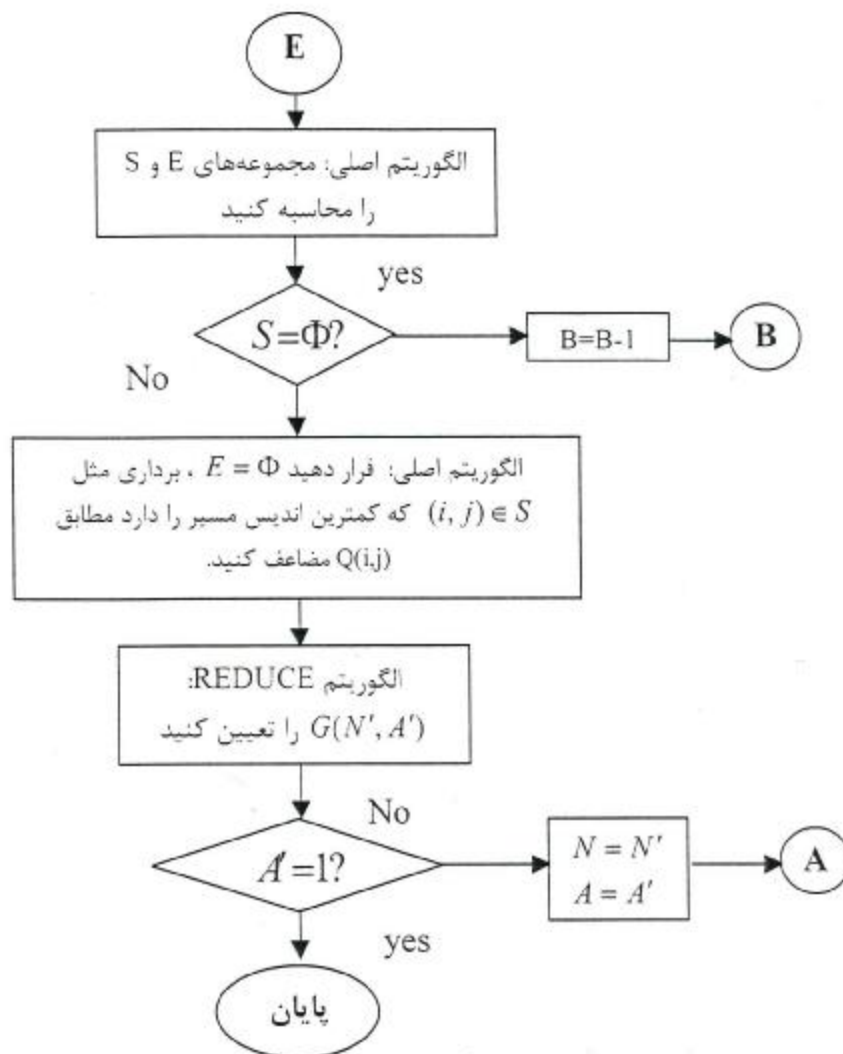 E
الگوریتم اصلی: مجموعه‌های E و S
را محاسبه کنید
yes
S=Φ?
B=B-1
B
No
الگوریتم اصلی: قرار دهید E = Φ ، برداری مثل
(i, j) ∈ S که کمترین اندیس مسیر را دارد مطابق
Q(i,j) مضاعف کنید.
الگوریتم REDUCE:
G(N′, A′) را تعیین کنید
No
A′=1?
N = N′
A = A′
A
yes
پایان